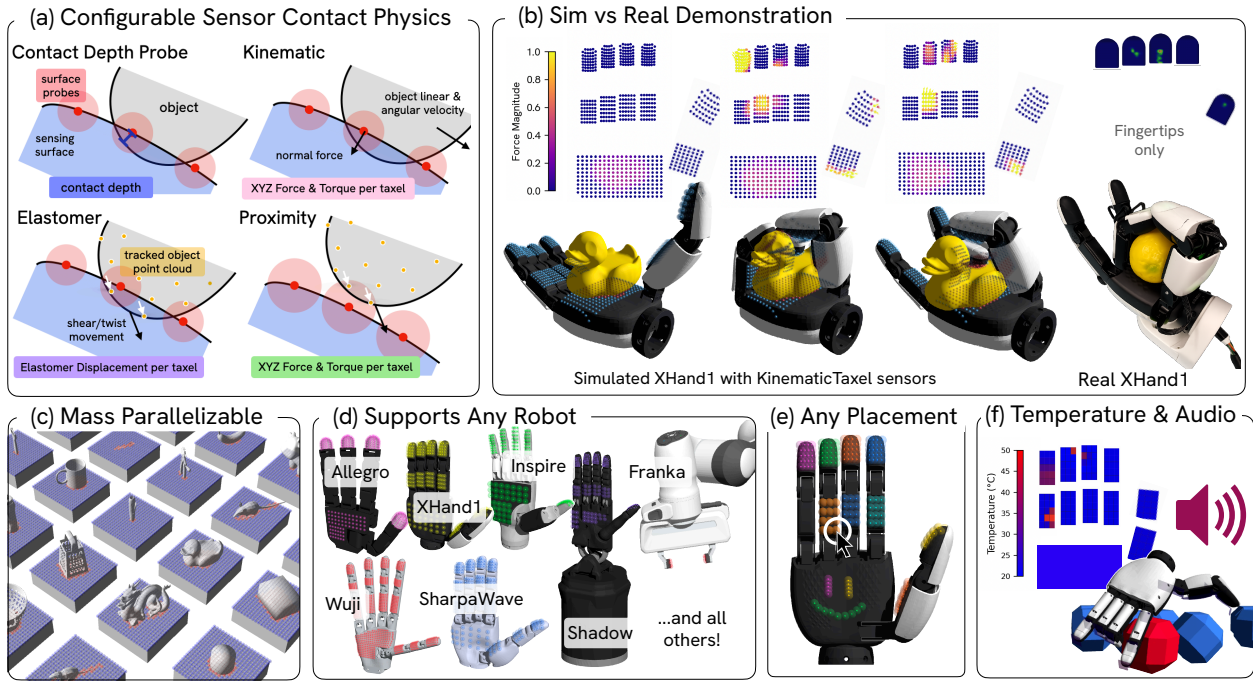 (a) Configurable Sensor Contact Physics
Contact Depth Probe
surface
probes
object
sensing
surface
contact depth
Kinematic
object linear &
angular velocity
normal force
XYZ Force & Torque per taxel
Elastomer
tracked object
point cloud
shear/twist
movement
Elastomer Displacement per taxel
Proximity
XYZ Force & Torque per taxel
(b) Sim vs Real Demonstration
Force Magnitude
1.0
0.8
0.6
0.4
0.2
0.0
Fingertips
only
Simulated XHand1 with KinematicTaxel sensors
Real XHand1
(c) Mass Parallelizable
(d) Supports Any Robot
Allegro
XHand1
Inspire
Franka
Wuji
SharpaWave
Shadow
...and all
others!
(e) Any Placement
(f) Temperature & Audio
Temperature (°C)
50
45
40
35
30
25
20